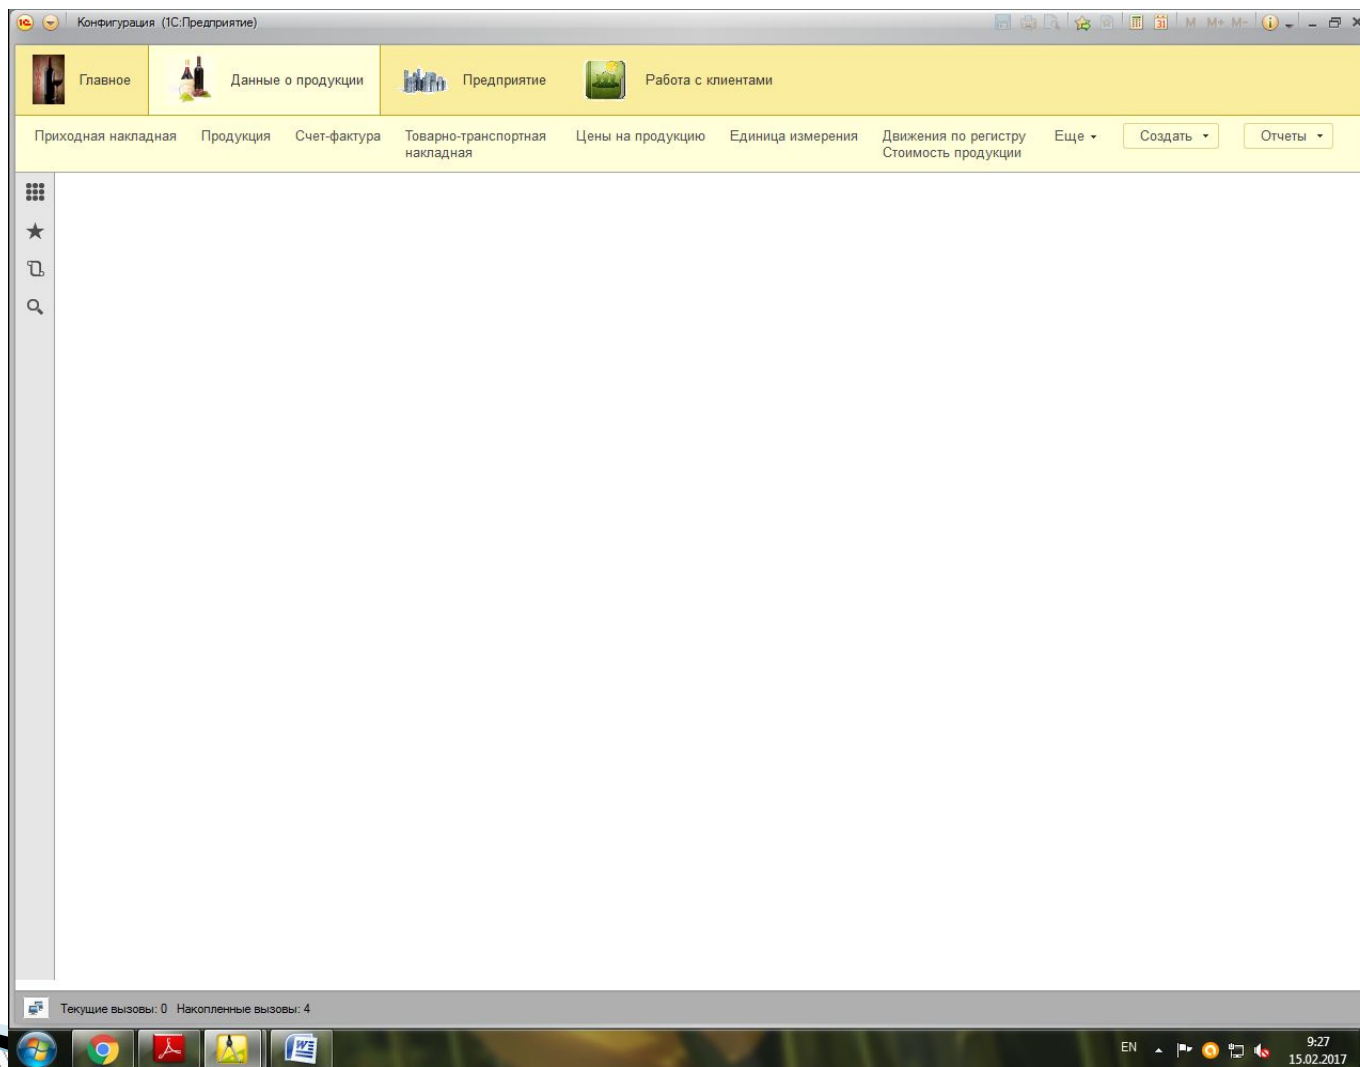 Конфигурация (1С:Предприятие)
M M+ M-
Главное
Данные о продукции
Предприятие
Работа с клиентами
Приходная накладная
Продукция
Счет-фактура
Товарно-транспортная
накладная
Цены на продукцию
Единица измерения
Движения по регистру
Стоимость продукции
Еще
Создать
Отчеты
Текущие вызовы: 0 Накопленные вызовы: 4
EN
9:27
15.02.2017